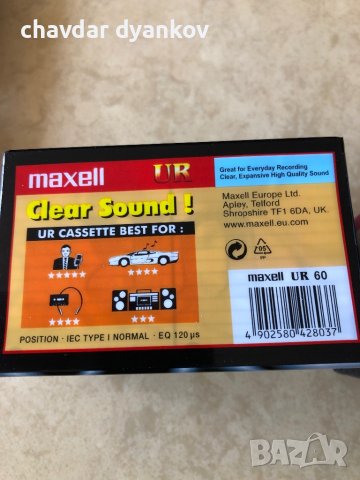 chavdar dyankov
maxell
UR
Great for Everyday Recording
Clear, Expansive High Quality Sound
Clear Sound !
UR CASSETTE BEST FOR :
Maxell Europe Ltd.
Apley, Telford
Shropshire TF1 6DA, UK.
www.maxell.eu.com
05
PP
maxell UR 60
4 902580 428037
POSITION · IEC TYPE I NORMAL · EQ 120 µs
BAZAR